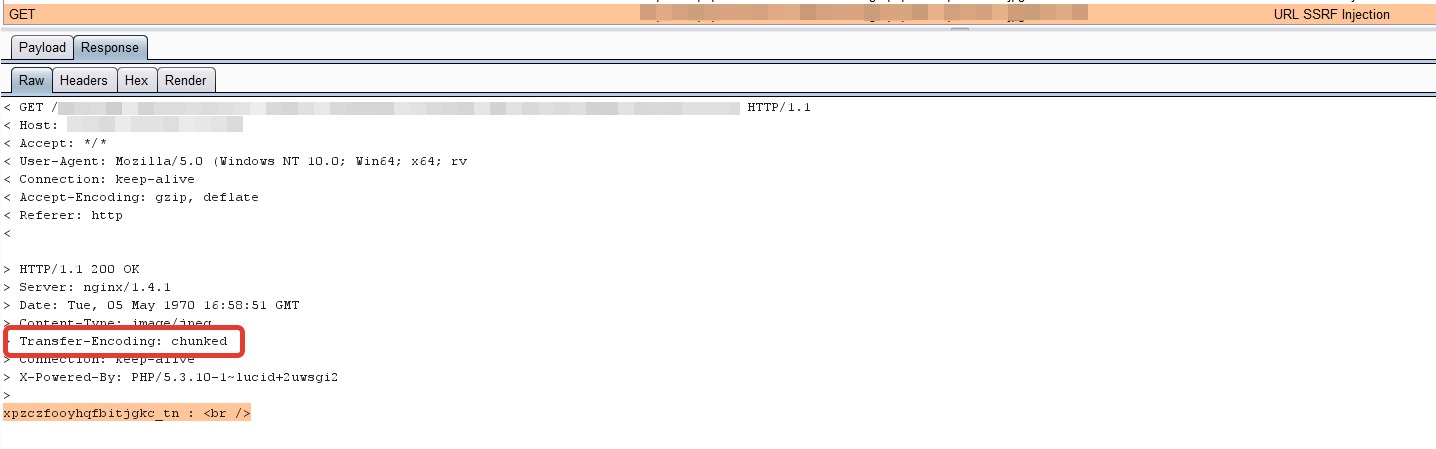 GET URL SSRF Injection
Payload Response
Raw Headers Hex Render
< GET / HTTP/1.1
< Host:
< Accept: */*
< User-Agent: Mozilla/5.0 (Windows NT 10.0; Win64; x64; rv
< Connection: keep-alive
< Accept-Encoding: gzip, deflate
< Referer: http
<
> HTTP/1.1 200 OK
> Server: nginx/1.4.1
> Date: Tue, 05 May 1970 16:58:51 GMT
> Content-Type: image/jpeg
> Transfer-Encoding: chunked
> Connection: keep-alive
> X-Powered-By: PHP/5.3.10-1~lucid+2uwsgi2
>
xpzczfooyhqfbitjgkc_tn : <br />